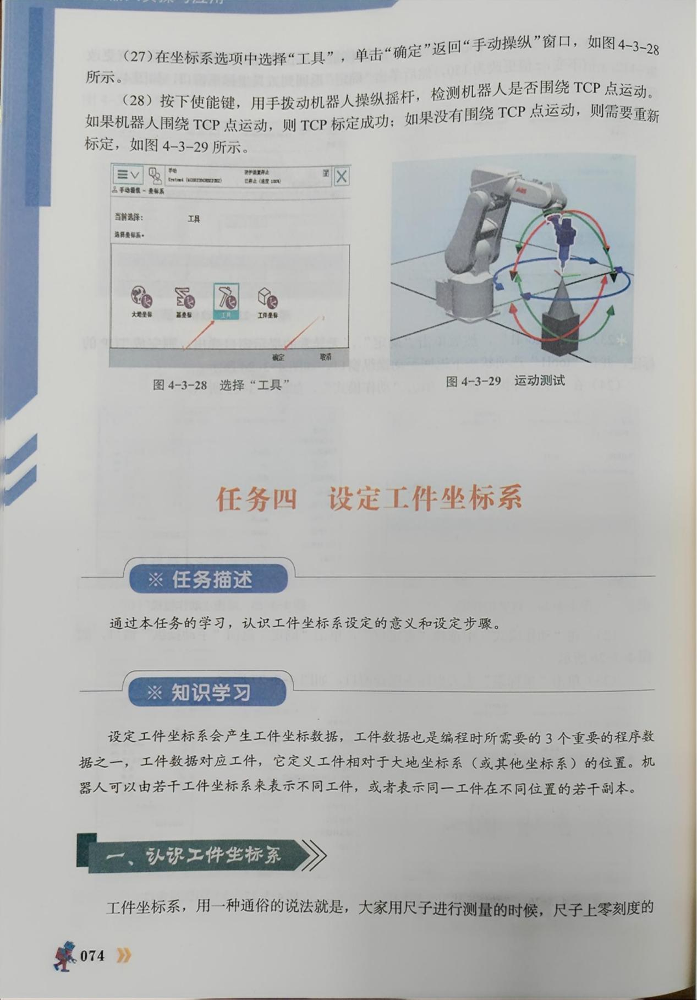 (27)在坐标系选项中选择“工具”，单击“确定”返回“手动操纵”窗口，如图4-3-28
所示。
(28)按下使能键，用手拨动机器人操纵摇杆，检测机器人是否围绕TCP点运动。
如果机器人围绕TCP点运动，则TCP标定成功；如果没有围绕TCP点运动，则需要重新
标定，如图4-3-29所示。
手动
防护装置停止
已停止（速度 100%）
手动操纵 - 坐标系
当前选择：
工具
选择坐标系。
大地坐标
基坐标
工具
工件坐标
确定
取消
ABB
图4-3-28 选择“工具”
图4-3-29 运动测试
任务四 设定工件坐标系
※ 任务描述
通过本任务的学习，认识工件坐标系设定的意义和设定步骤。
※ 知识学习
设定工件坐标系会产生工件坐标数据，工件数据也是编程时所需要的3个重要的程序数
据之一，工件数据对应工件，它定义工件相对于大地坐标系（或其他坐标系）的位置。机
器人可以由若干工件坐标系来表示不同工件，或者表示同一工件在不同位置的若干副本。
一、认识工件坐标系
工件坐标系，用一种通俗的说法就是，大家用尺子进行测量的时候，尺子上零刻度的
074